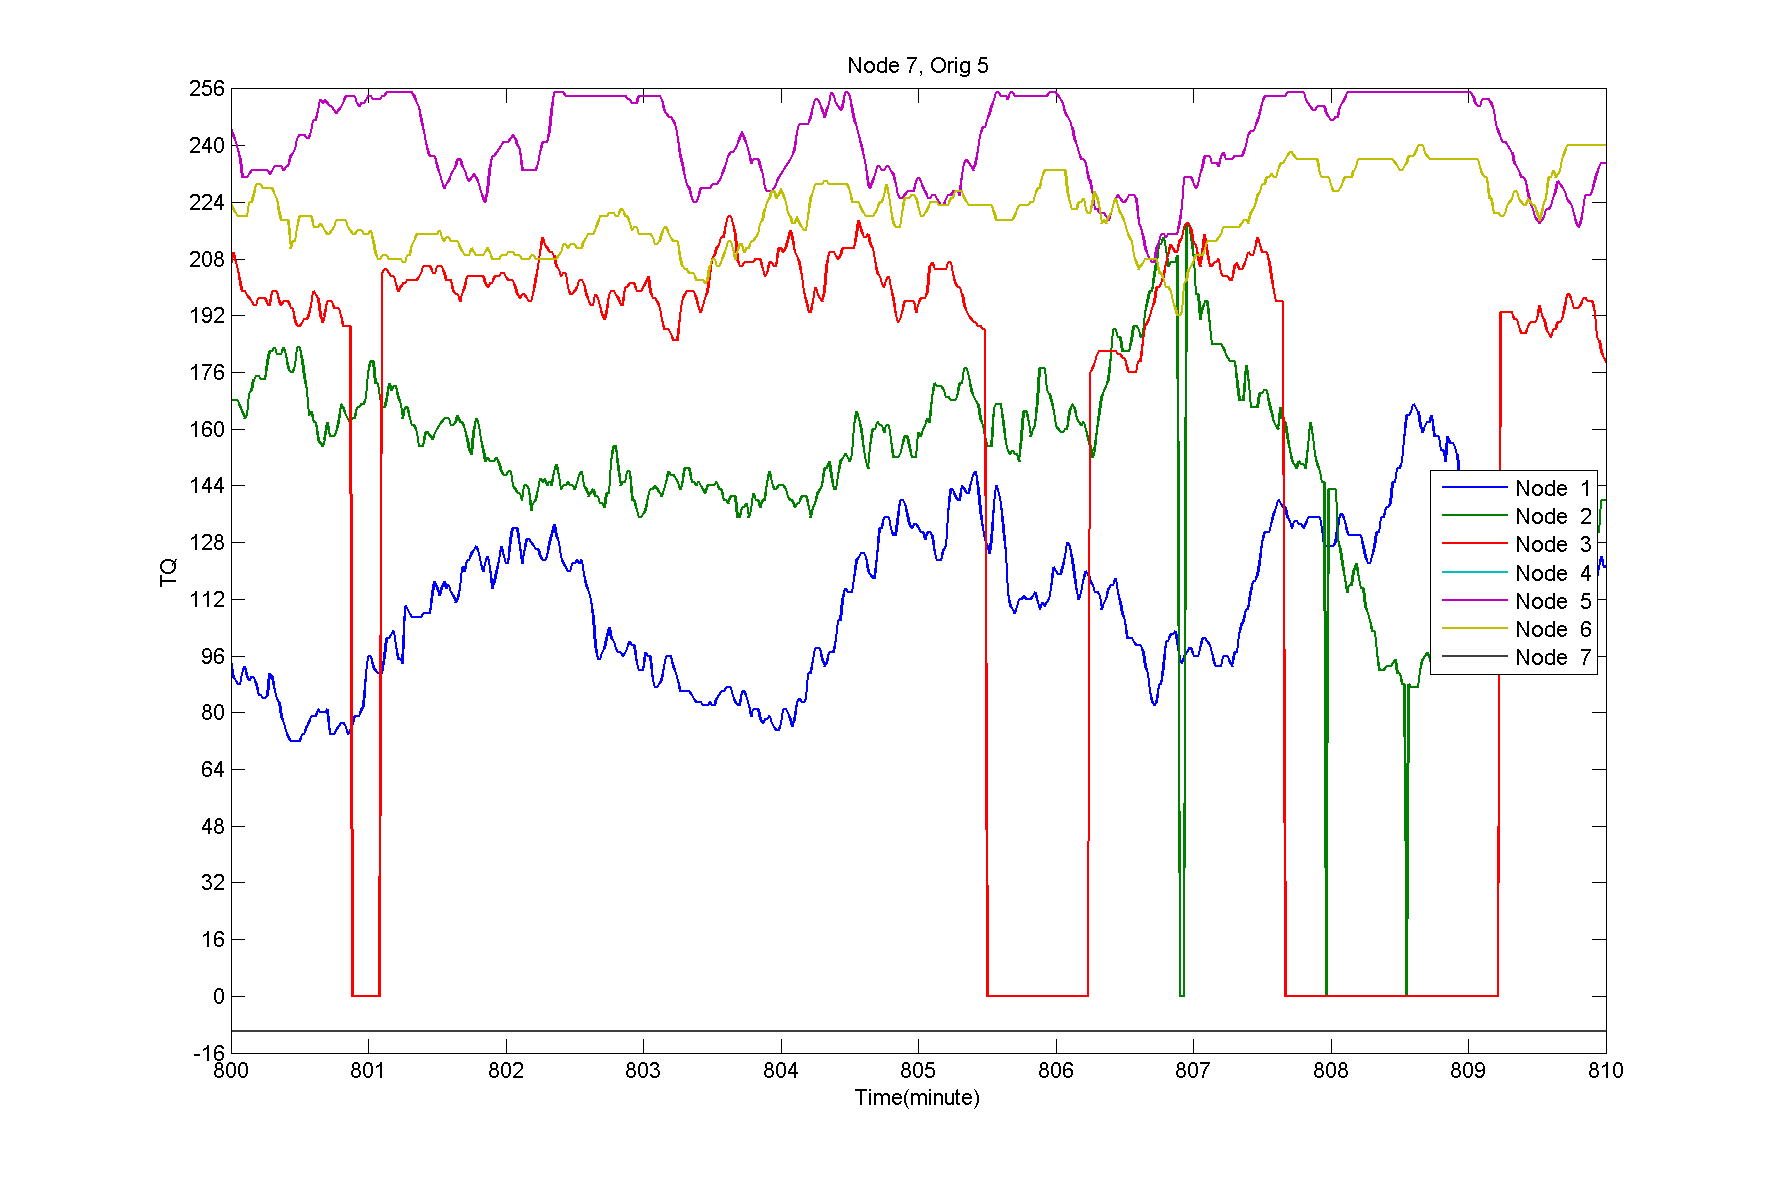 Node 7, Orig 5
256
240
224
208
192
176
160
144
128
112
96
80
64
48
32
16
0
-16
TQ
Node 1
Node 2
Node 3
Node 4
Node 5
Node 6
Node 7
800 801 802 803 804 805 806 807 808 809 810
Time(minute)